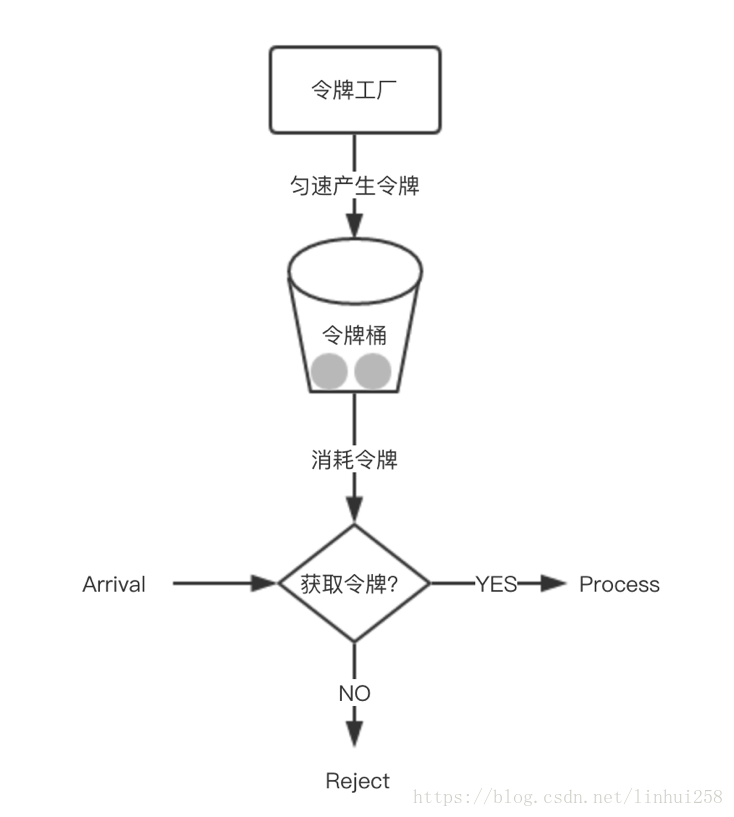 令牌工厂
匀速产生令牌
令牌桶
消耗令牌
Arrival
获取令牌?
YES
Process
NO
Reject
https://blog.csdn.net/linhui258